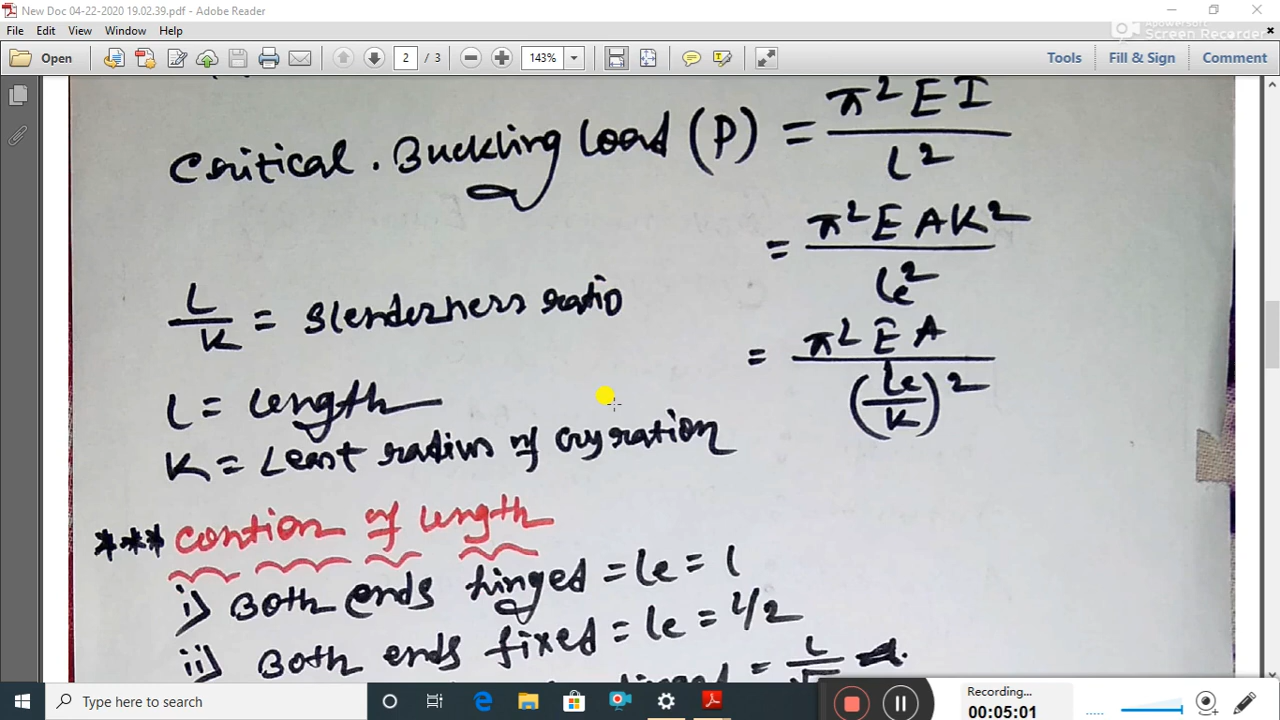 New Doc 04-22-2020 19.02.39.pdf - Adobe Reader
Apowersoft
Screen Recorder
File Edit View Window Help
Open 2 / 3 143% Tools Fill & Sign Comment
Critical. Buckling load (P) = π²EI / L²
= π²EAK² / le²
L/K = Slenderness ratio
= π²EA / (le/K)²
l = length
K = Least radius of Gyration
*** contion of length
i) Both ends hinged = le = l
ii) Both ends fixed = le = L/2
= L
Type here to search
Recording...
00:05:01